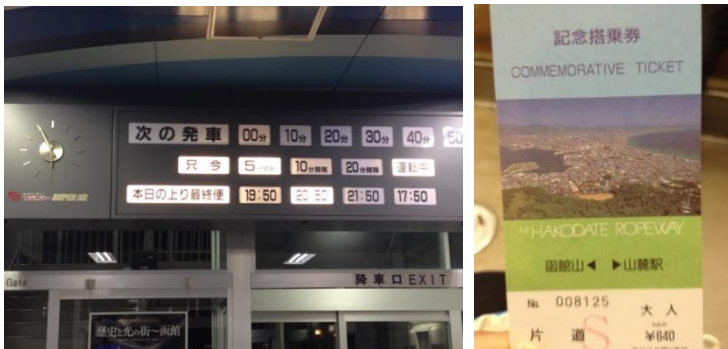 次の発車 00分 10分 20分 30分 40分 50
只今 5 10分間隔 20分間隔 運転中
本日の上り最終便 19:50 20:50 21:50 17:50
Gate
降車口 EXIT
歴史と光の街～函館
記念搭乗券
COMMEMORATIVE TICKET
Mt. HAKODATE ROPEWAY
函館山◀ ▶山麓駅
No. 008125
大人
Adult
片道 S ¥640